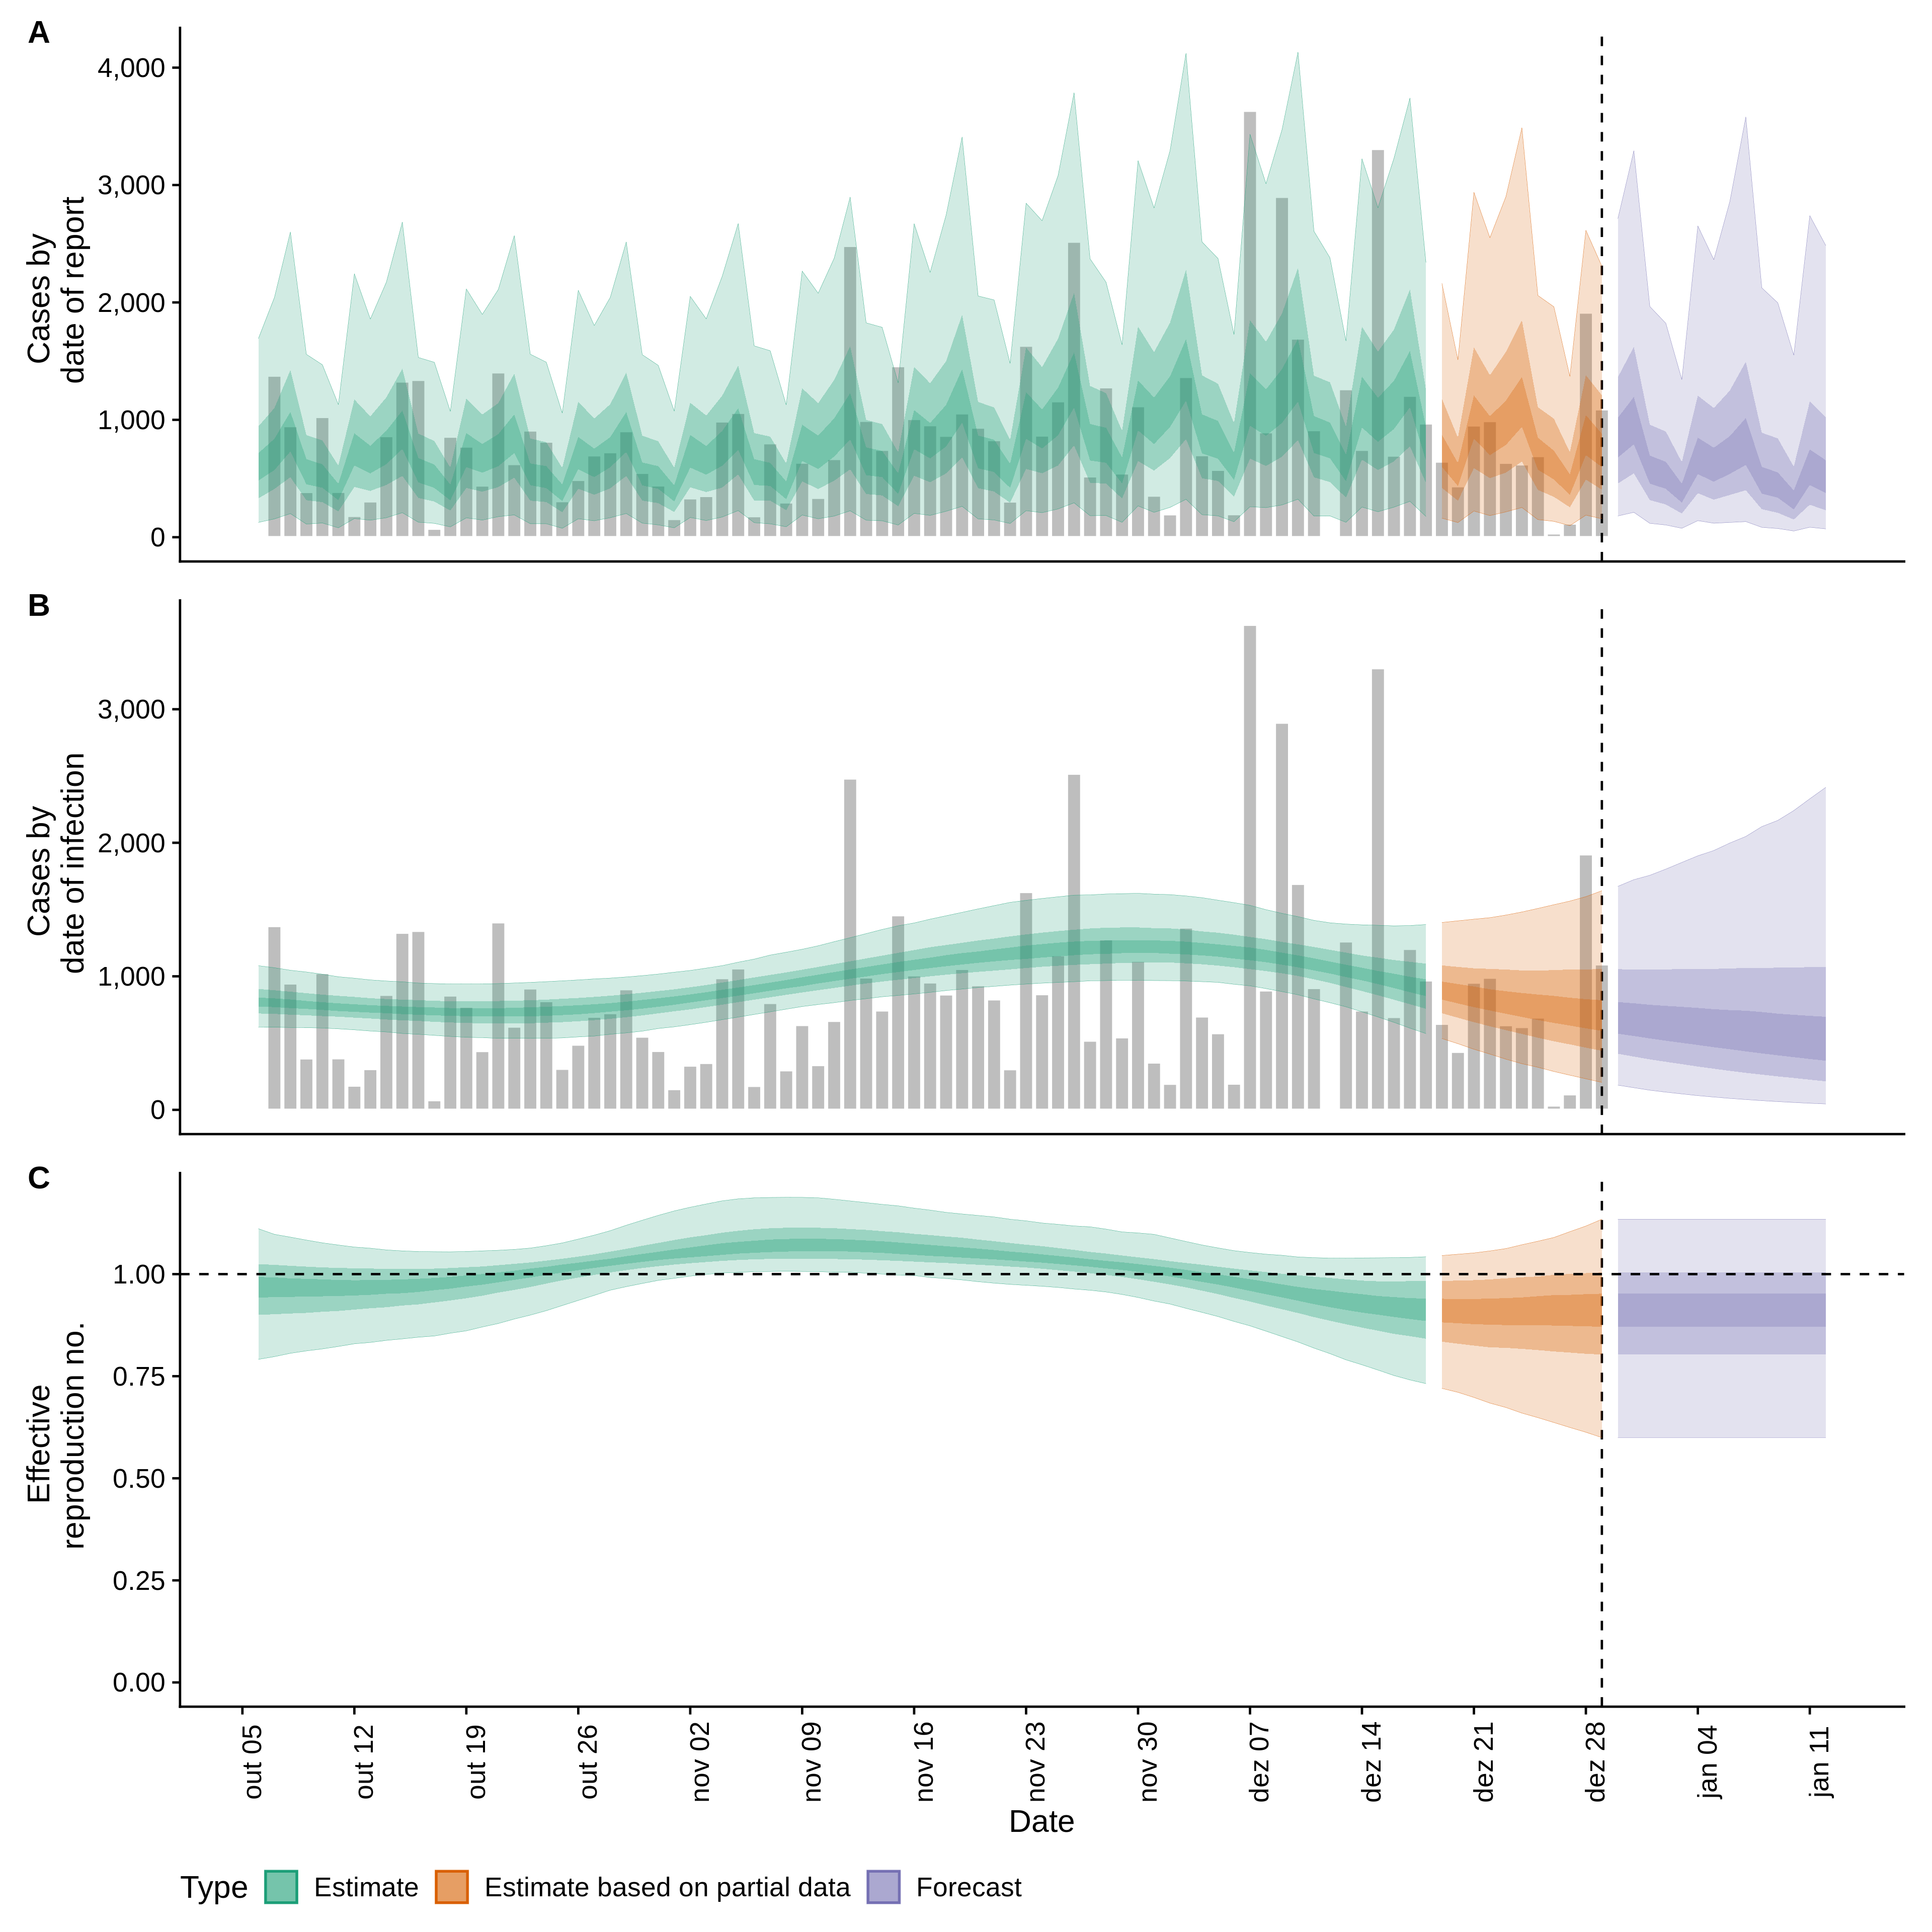 A
4,000
3,000
2,000
1,000
0
Cases by
date of report
B
3,000
2,000
1,000
0
Cases by
date of infection
C
1.00
0.75
0.50
0.25
0.00
Effective
reproduction no.
out 05
out 12
out 19
out 26
nov 02
nov 09
nov 16
nov 23
nov 30
dez 07
dez 14
dez 21
dez 28
jan 04
jan 11
Date
Type Estimate Estimate based on partial data Forecast